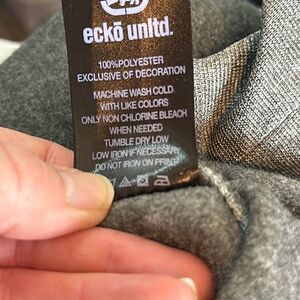 eckō unltd.
100%POLYESTER
EXCLUSIVE OF DECORATION
MACHINE WASH COLD
WITH LIKE COLORS
ONLY NON CHLORINE BLEACH
WHEN NEEDED
TUMBLE DRY LOW
LOW IRON IF NECESSARY
DO NOT IRON ON PRINT